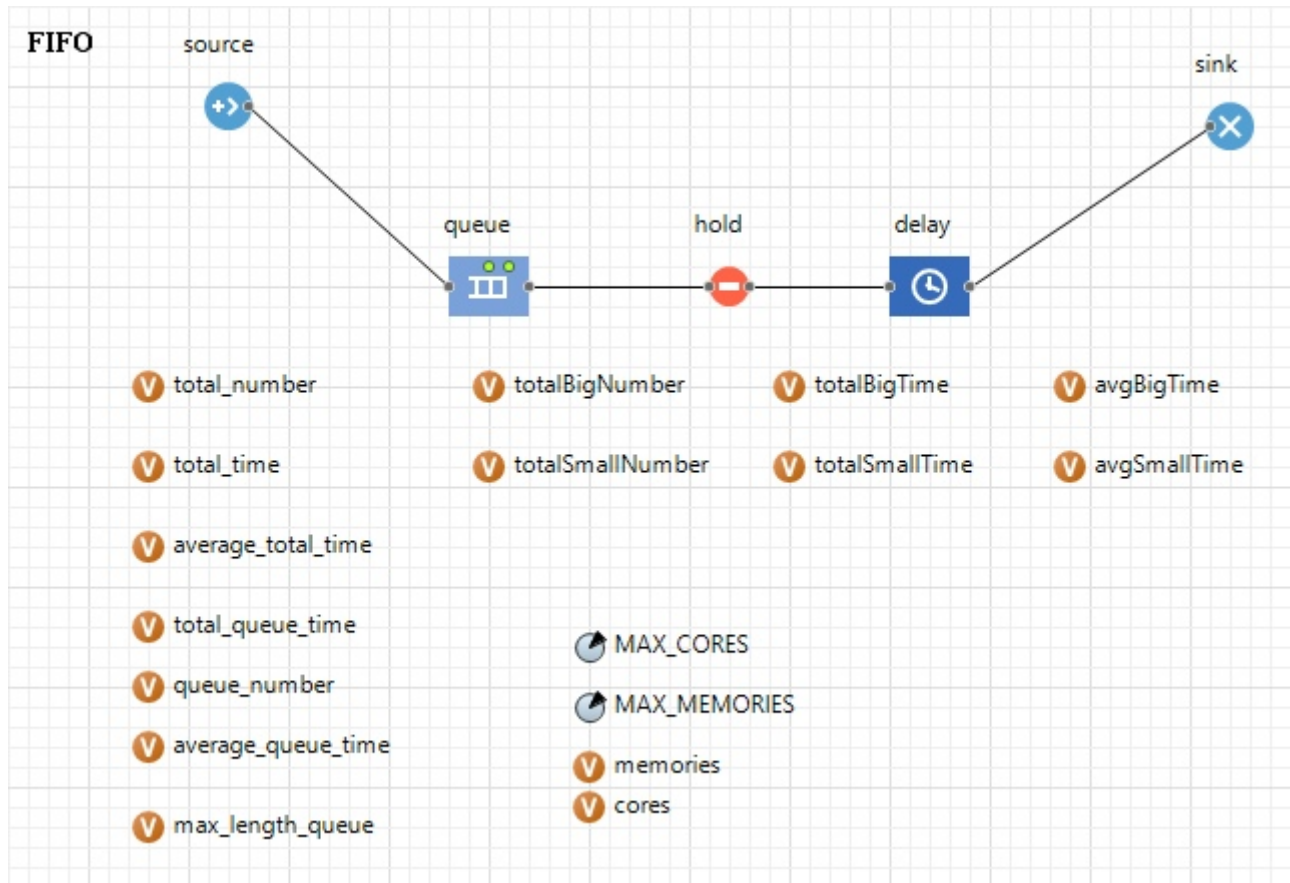 FIFO
source
sink
queue
hold
delay
V total_number
V totalBigNumber
V totalBigTime
V avgBigTime
V total_time
V totalSmallNumber
V totalSmallTime
V avgSmallTime
V average_total_time
V total_queue_time
MAX_CORES
V queue_number
MAX_MEMORIES
V average_queue_time
V memories
V cores
V max_length_queue